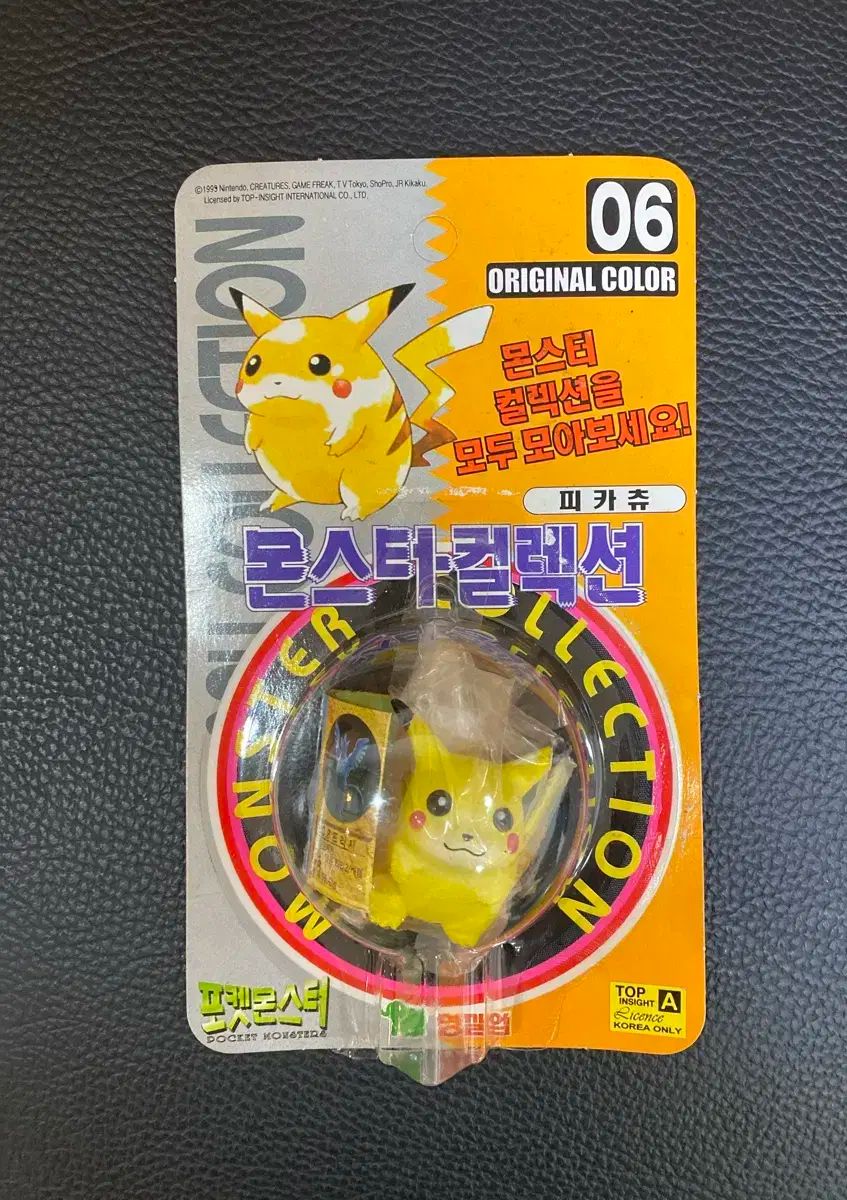 ©1993 Nintendo, CREATURES, GAME FREAK, TV Tokyo, ShoPro, JR Kikaku.
Licensed by TOP-INSIGHT INTERNATIONAL CO., LTD.
06
ORIGINAL COLOR
몬스터
컬렉션을
모두 모아보세요!
피카츄
몬스터 컬렉션
MONSTER COLLECTION
포켓몬스터
POCKET MONSTERS
영필업
TOP
INSIGHT A
Licence
KOREA ONLY